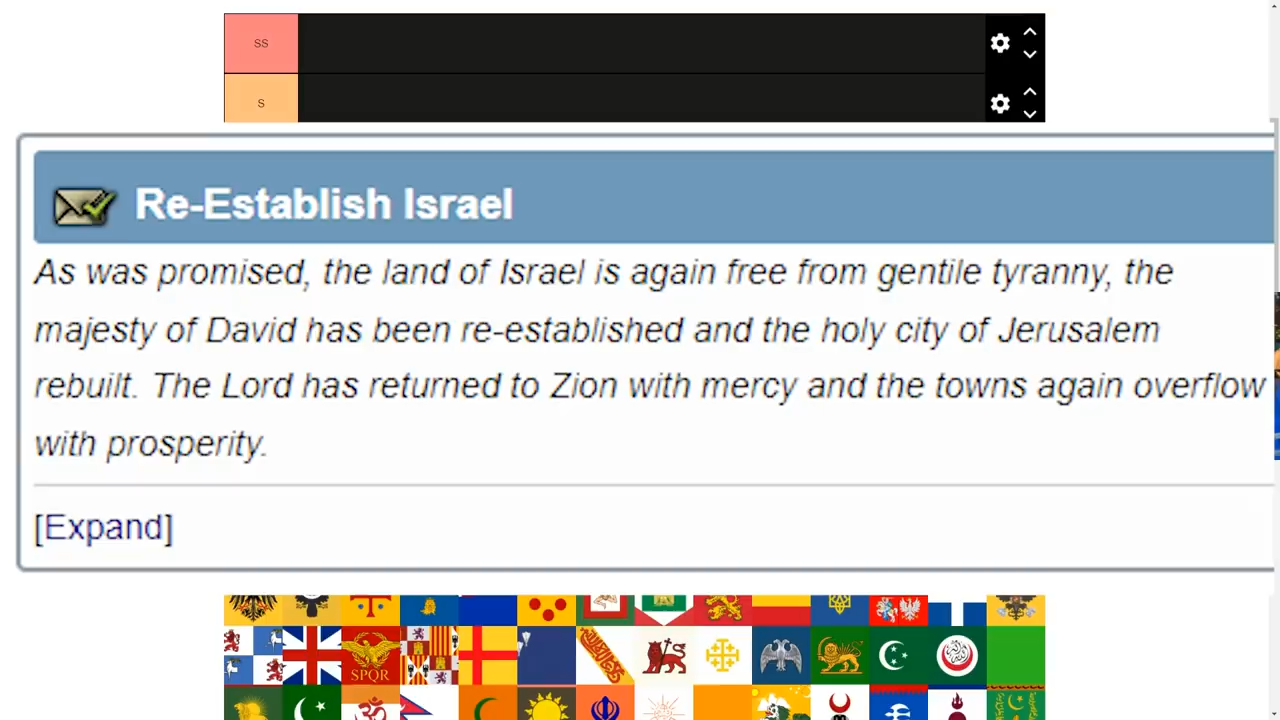 SS
S
Re-Establish Israel
As was promised, the land of Israel is again free from gentile tyranny, the
majesty of David has been re-established and the holy city of Jerusalem
rebuilt. The Lord has returned to Zion with mercy and the towns again overflow
with prosperity.
[Expand]
SPQR